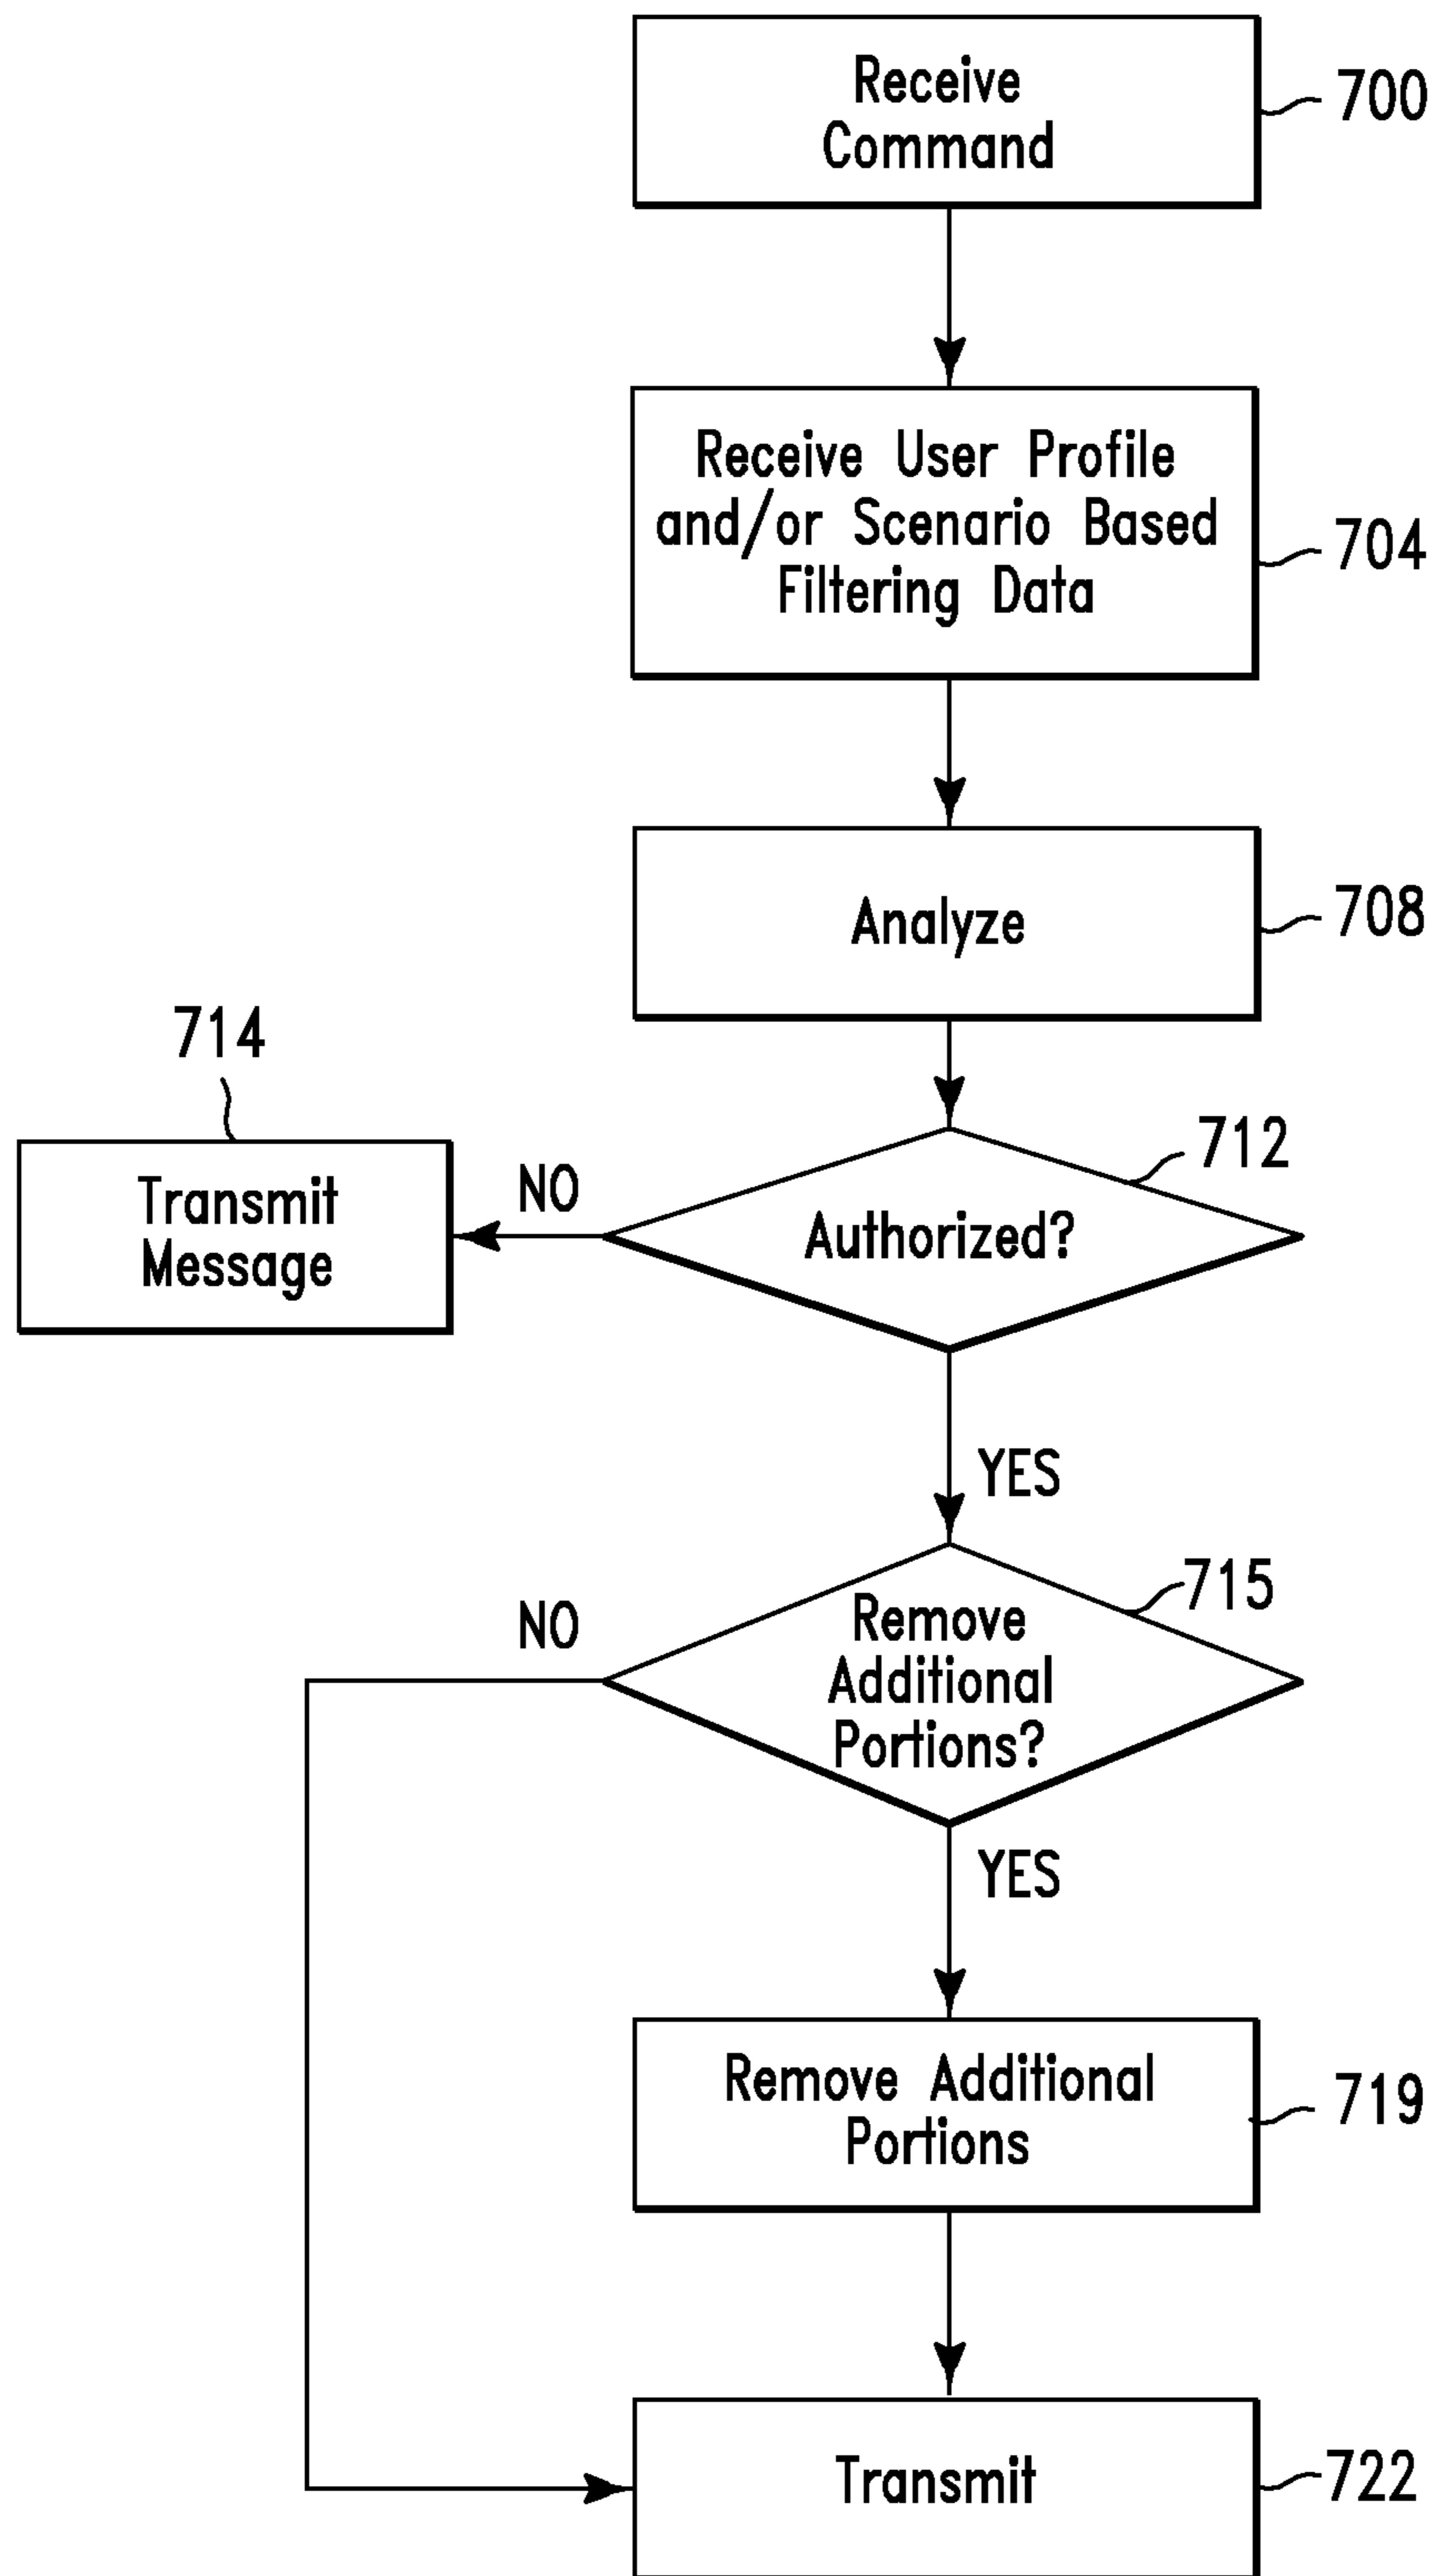 Receive
Command
700
Receive User Profile
and/or Scenario Based
Filtering Data
704
Analyze
708
714
Transmit
Message
NO
712
Authorized?
YES
715
NO
Remove
Additional
Portions?
YES
Remove Additional
Portions
719
Transmit
722